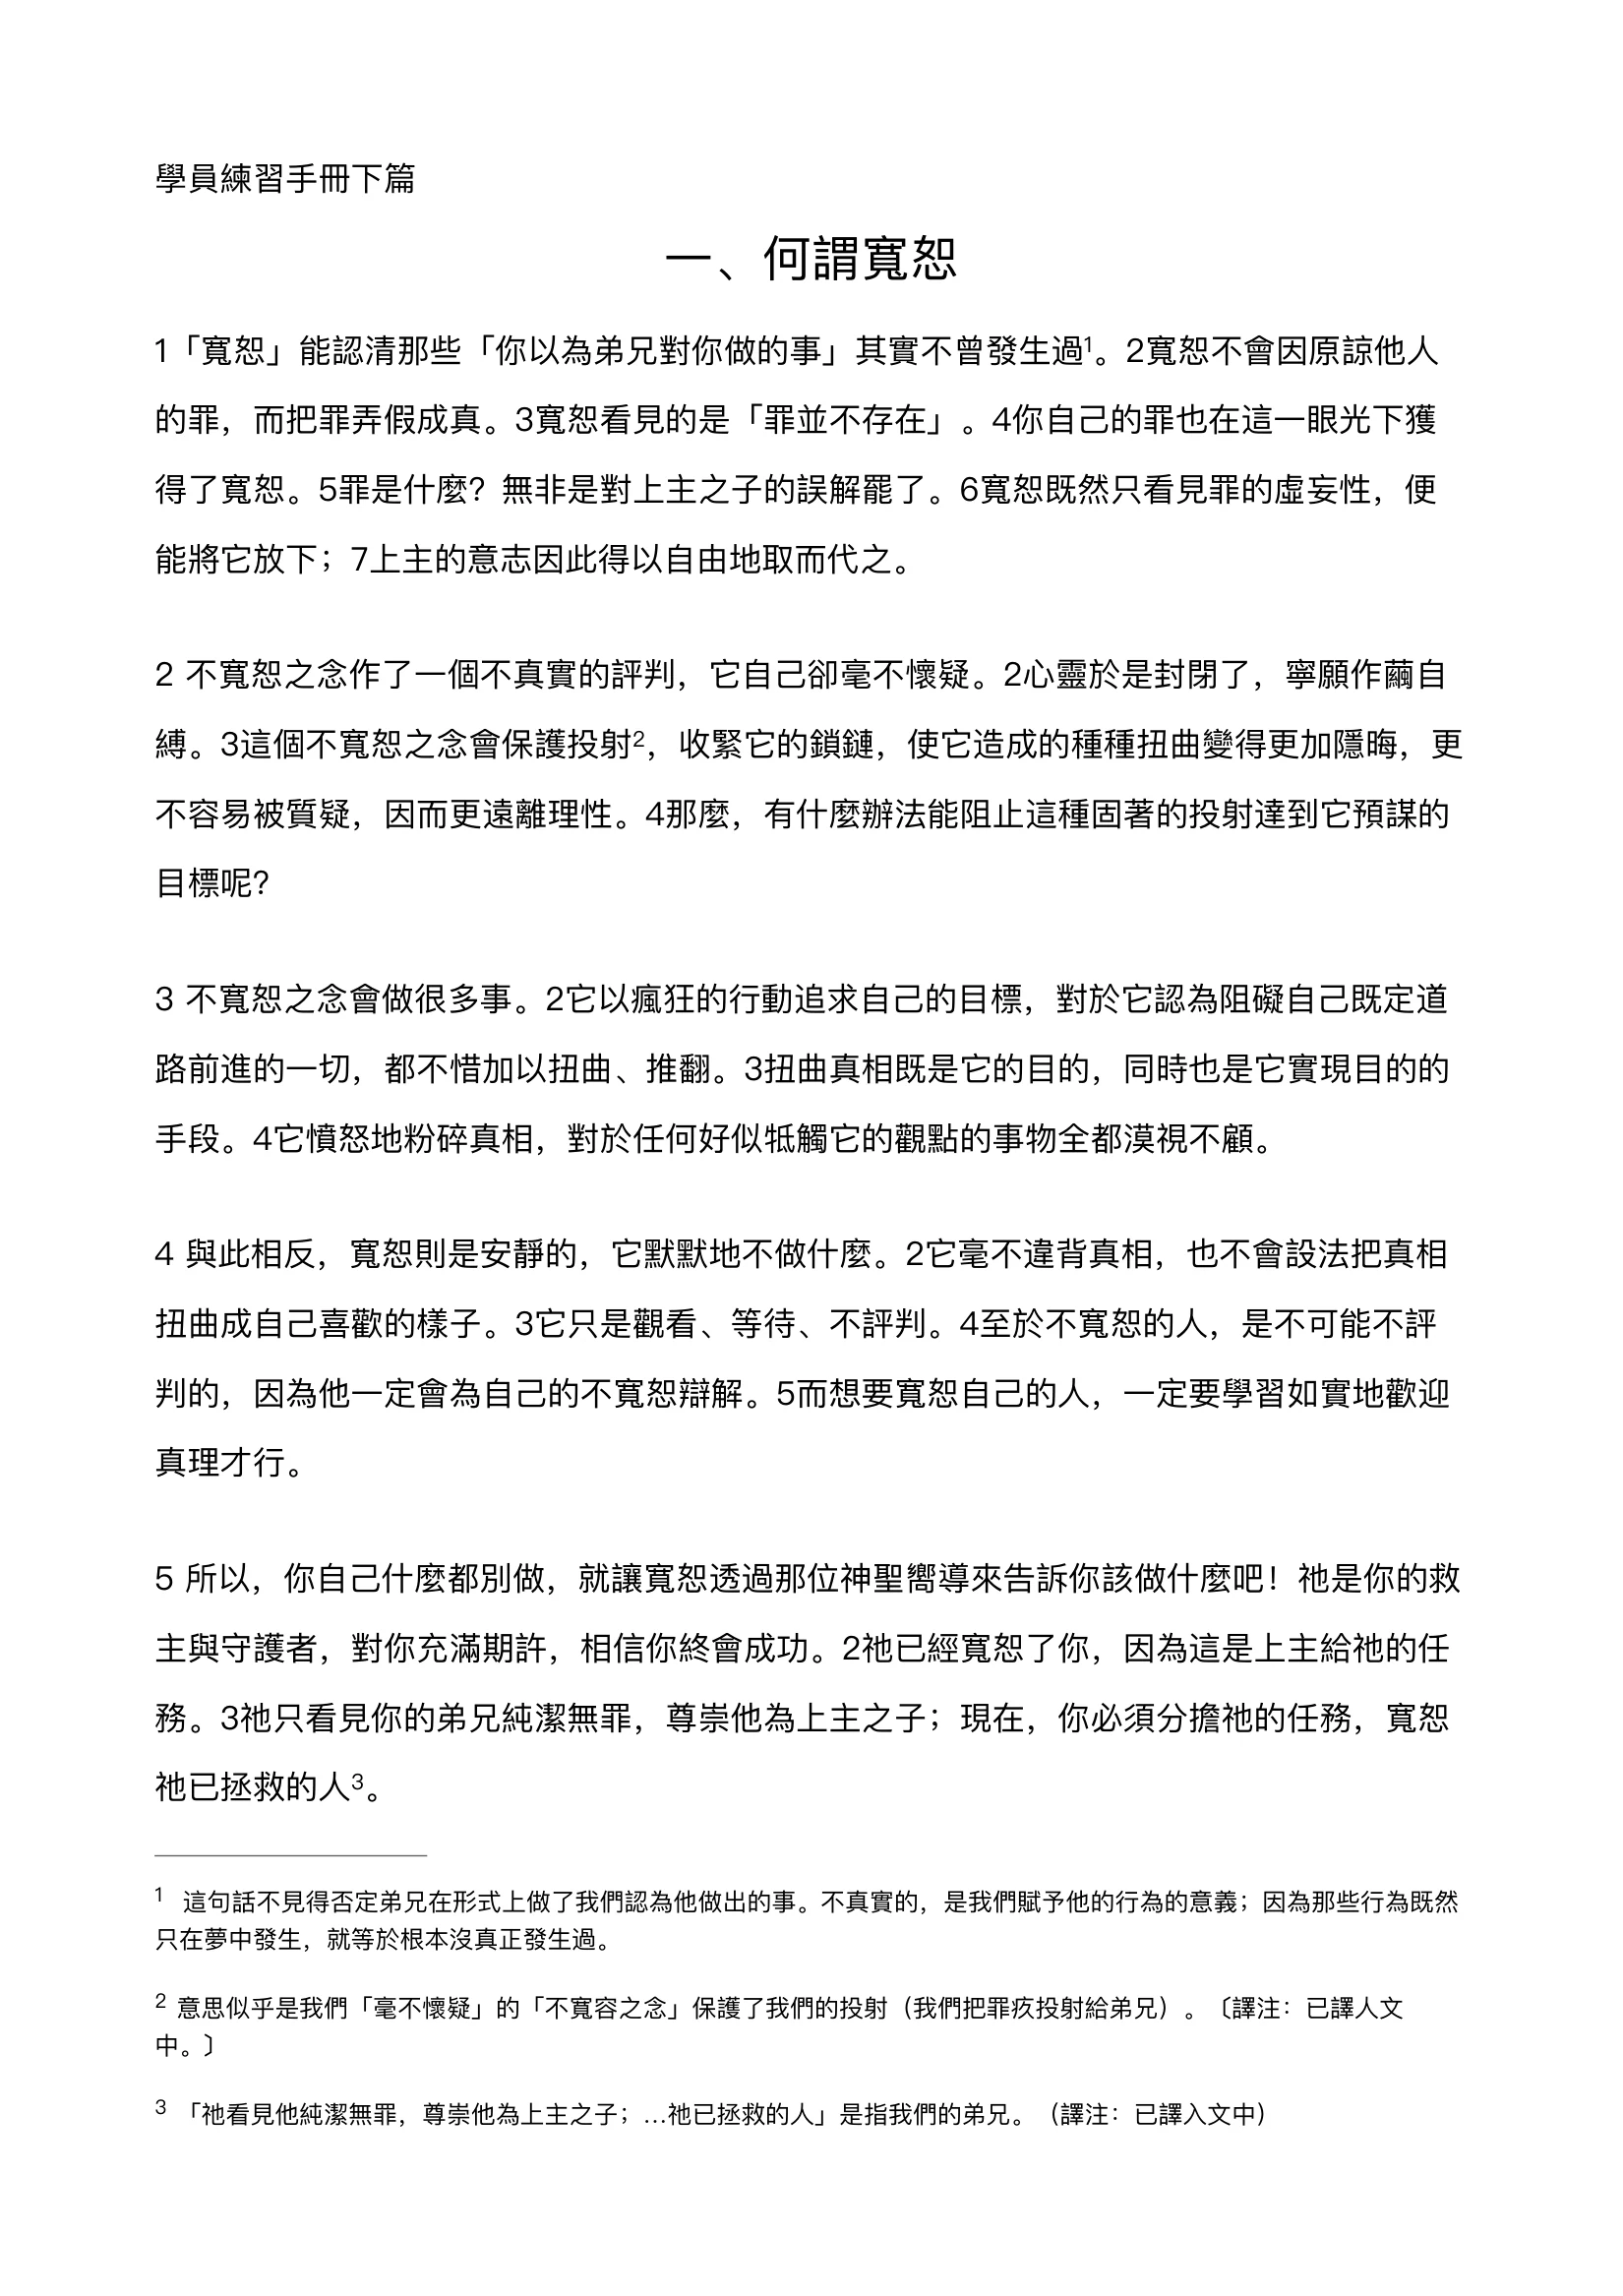 學員練習手冊下篇
一、何謂寬恕
1「寬恕」能認清那些「你以為弟兄對你做的事」其實不曾發生過¹。2寬恕不會因原諒他人
的罪，而把罪弄假成真。3寬恕看見的是「罪並不存在」。4你自己的罪也在這一眼光下獲
得了寬恕。5罪是什麼？無非是對上主之子的誤解罷了。6寬恕既然只看見罪的虛妄性，便
能將它放下；7上主的意志因此得以自由地取而代之。
2 不寬恕之念作了一個不真實的評判，它自己卻毫不懷疑。2心靈於是封閉了，寧願作繭自
縛。3這個不寬恕之念會保護投射²，收緊它的鎖鏈，使它造成的種種扭曲變得更加隱晦，更
不容易被質疑，因而更遠離理性。4那麼，有什麼辦法能阻止這種固著的投射達到它預謀的
目標呢？
3 不寬恕之念會做很多事。2它以瘋狂的行動追求自己的目標，對於它認為阻礙自己既定道
路前進的一切，都不惜加以扭曲、推翻。3扭曲真相既是它的目的，同時也是它實現目的的
手段。4它憤怒地粉碎真相，對於任何好似牴觸它的觀點的事物全都漠視不顧。
4 與此相反，寬恕則是安靜的，它默默地不做什麼。2它毫不違背真相，也不會設法把真相
扭曲成自己喜歡的樣子。3它只是觀看、等待、不評判。4至於不寬恕的人，是不可能不評
判的，因為他一定會為自己的不寬恕辯解。5而想要寬恕自己的人，一定要學習如實地歡迎
真理才行。
5 所以，你自己什麼都別做，就讓寬恕透過那位神聖嚮導來告訴你該做什麼吧！祂是你的救
主與守護者，對你充滿期許，相信你終會成功。2祂已經寬恕了你，因為這是上主給祂的任
務。3祂只看見你的弟兄純潔無罪，尊崇他為上主之子；現在，你必須分擔祂的任務，寬恕
祂已拯救的人³。
¹ 這句話不見得否定弟兄在形式上做了我們認為他做出的事。不真實的，是我們賦予他的行為的意義；因為那些行為既然
只在夢中發生，就等於根本沒真正發生過。
² 意思似乎是我們「毫不懷疑」的「不寬容之念」保護了我們的投射（我們把罪疚投射給弟兄）。〔譯注：已譯人文
中。〕
³ 「祂看見他純潔無罪，尊崇他為上主之子；…祂已拯救的人」是指我們的弟兄。（譯注：已譯入文中）